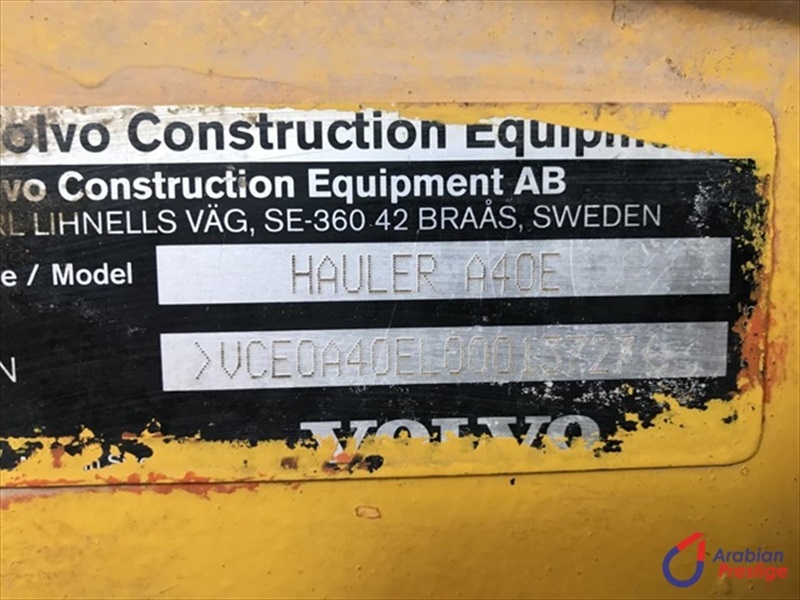 olvo Construction Equipm
vo Construction Equipment AB
RL LIHNELLS VÄG, SE-360 42 BRAÅS, SWEDEN
e / Model
HAULER A40E
N
VOLVO
Arabian
Prestige